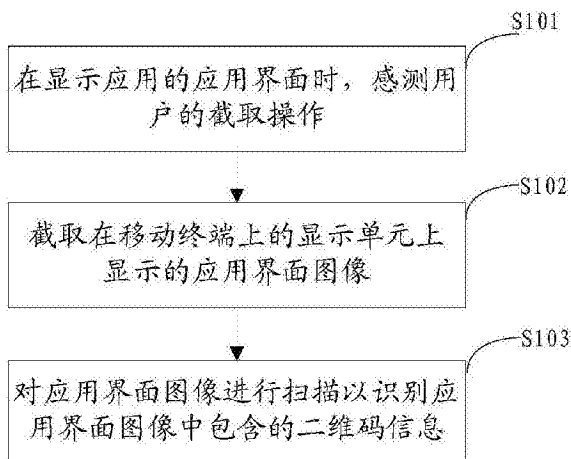 S101
在显示应用的应用界面时，感测用
户的截取操作
S102
截取在移动终端上的显示单元上
显示的应用界面图像
S103
对应用界面图像进行扫描以识别应
用界面图像中包含的二维码信息